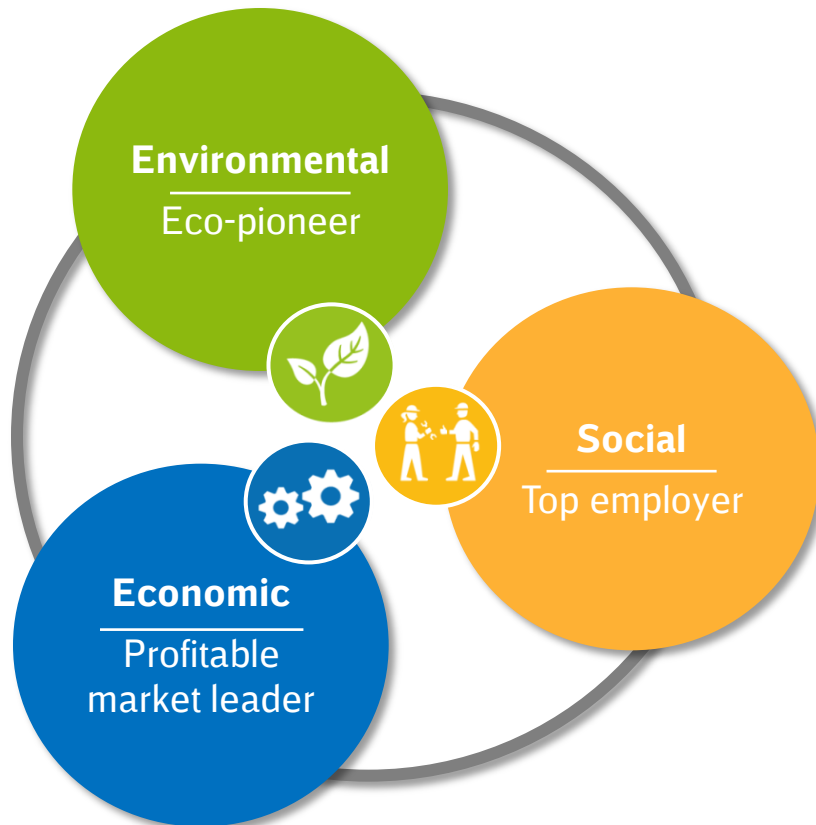 Environmental
Eco-pioneer
Social
Top employer
Economic
Profitable
market leader